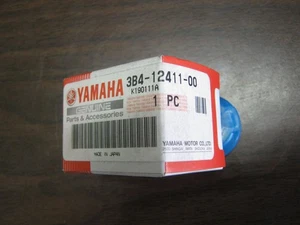 YAMAHA
GENUINE
Parts & Accessories
MADE IN JAPAN
3B4-12411-00
K190111A
1 PC
YAMAHA MOTOR CO.,LTD.